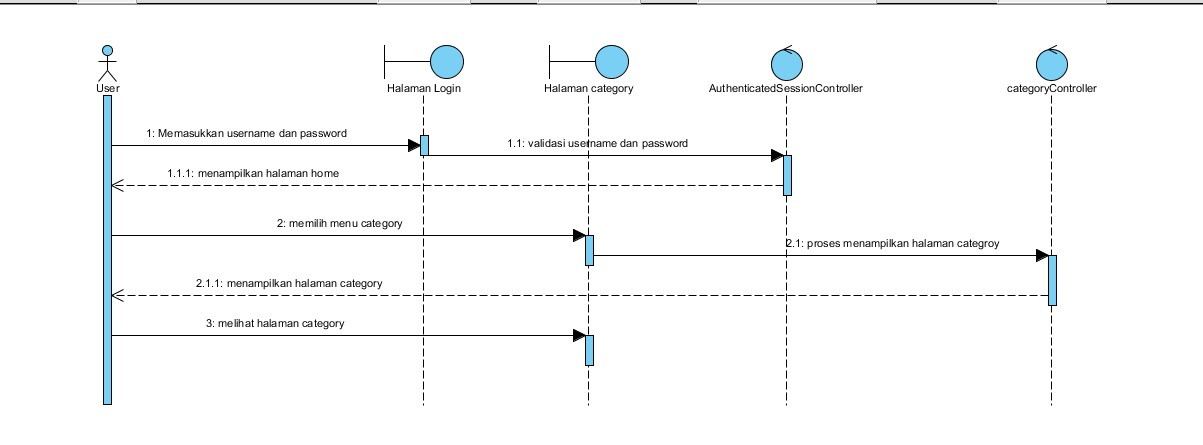 User
Halaman Login
Halaman category
AuthenticatedSessionController
categoryController
1: Memasukkan username dan password
1.1: validasi username dan password
1.1.1: menampilkan halaman home
2: memilih menu category
2.1: proses menampilkan halaman categroy
2.1.1: menampilkan halaman category
3: melihat halaman category